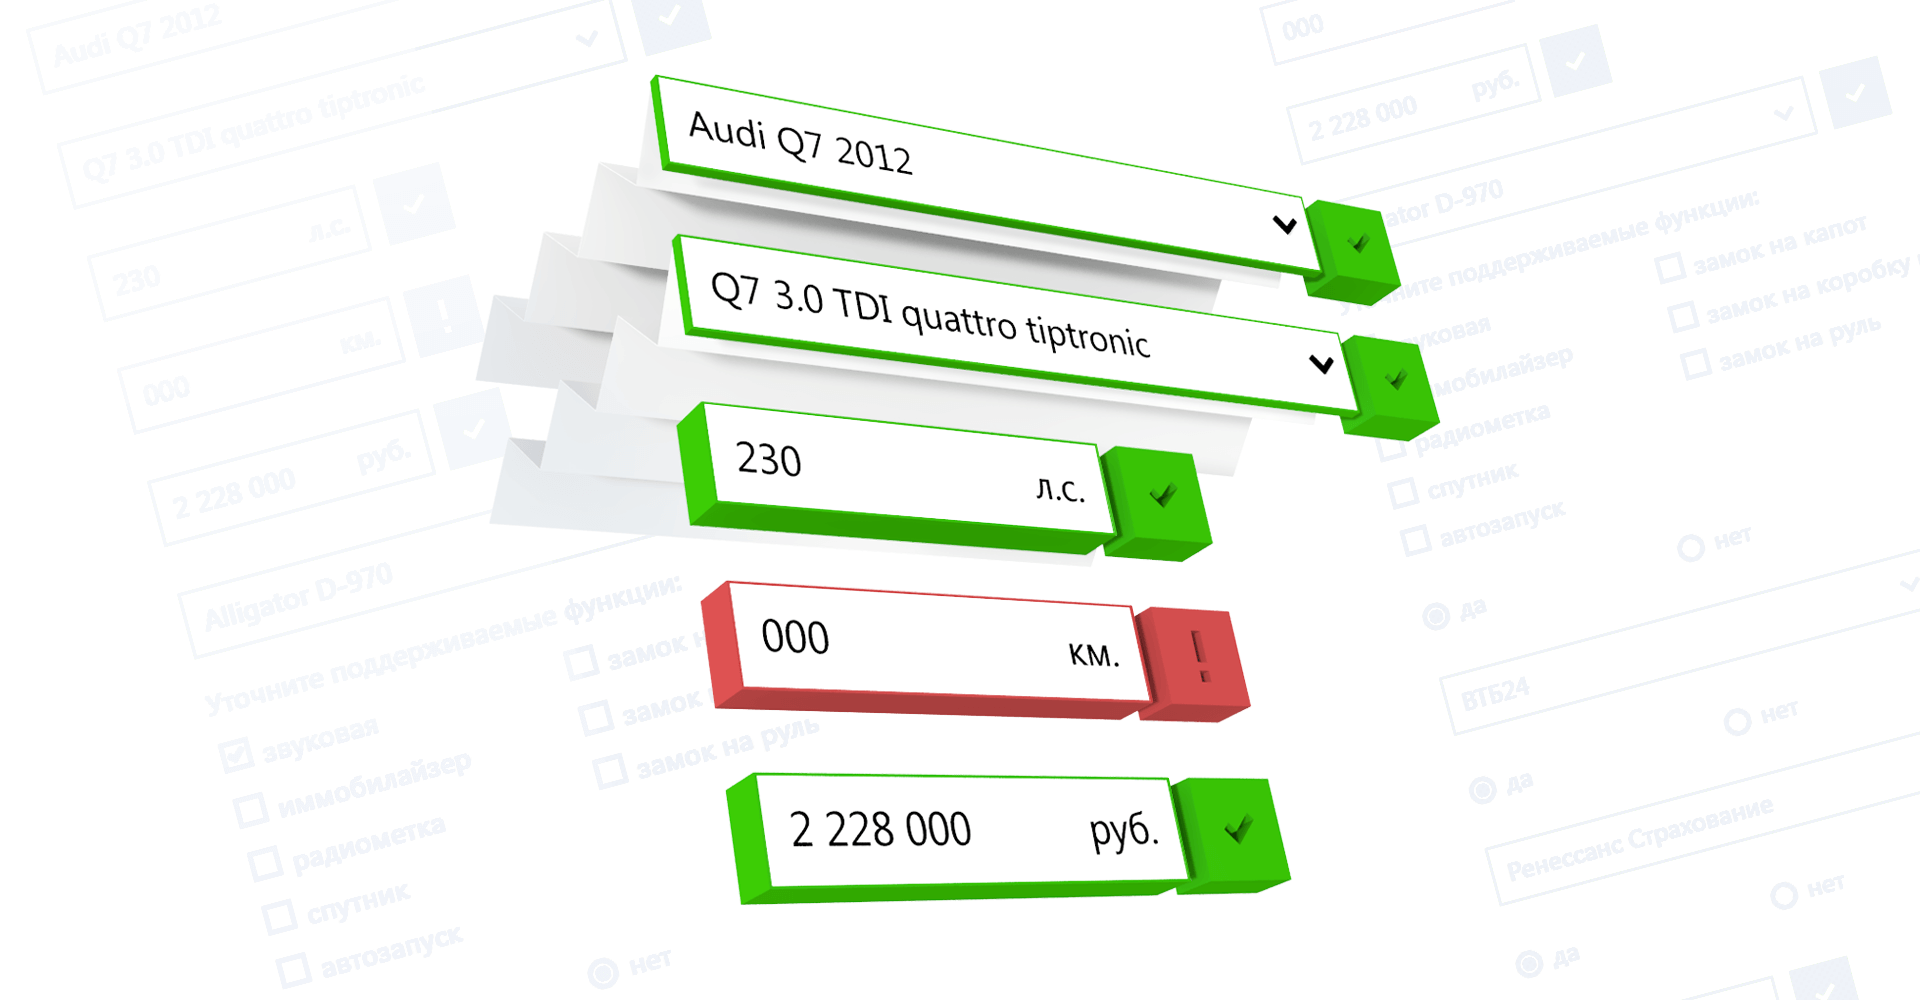 Audi Q7 2012
Q7 3.0 TDI quattro tiptronic
230 л.с.
000 км.
2 228 000 руб.
Audi Q7 2012
Q7 3.0 TDI quattro tiptronic
230 л.с.
000 км.
2 228 000 руб.
Alligator D-970
Уточните поддерживаемые функции:
звуковая
иммобилайзер
радиометка
спутник
автозапуск
замок н
замок
замок на руль
нет
000
2 228 000 руб.
ator D-970
ните поддерживаемые функции:
уковая
мобилайзер
радиометка
спутник
автозапуск
замок на капот
замок на коробку
замок на руль
нет
да
ВТБ24
нет
да
Ренессанс Страхование
нет
да